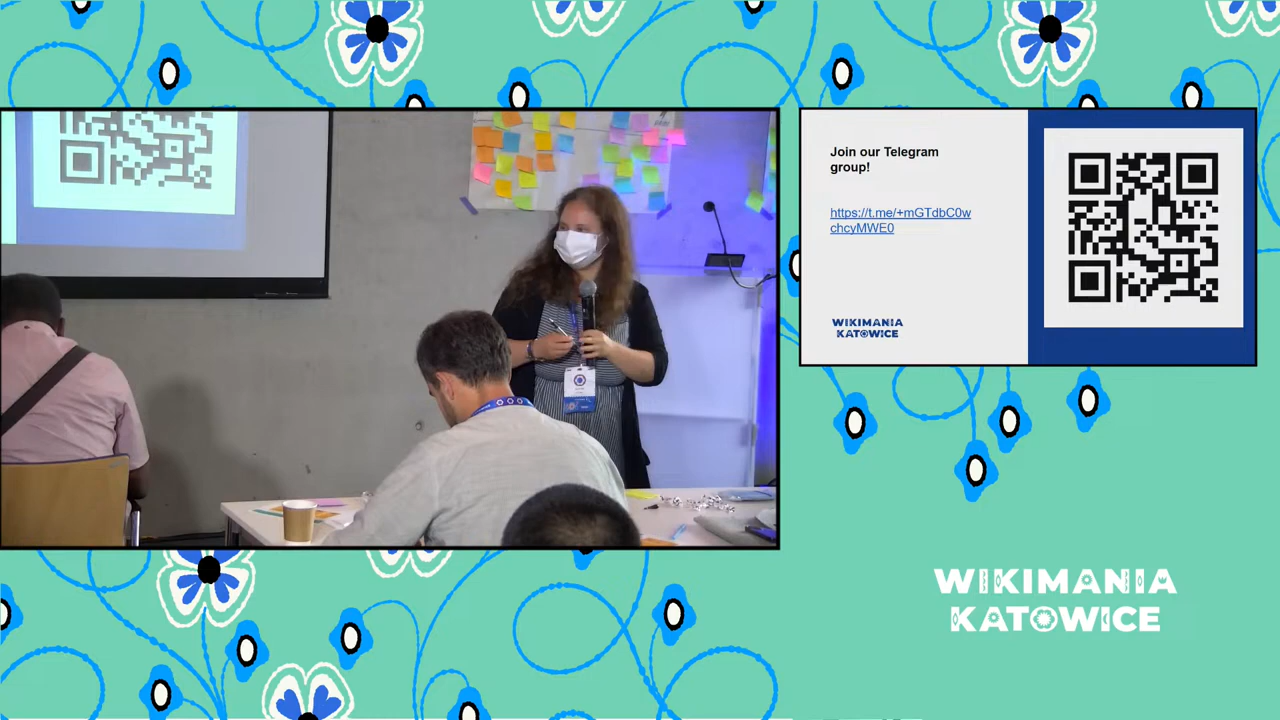 Join our Telegram
group!
https://t.me/+mGTdbC0w
chcyMWE0
WIKIMANIA
KATOWICE
WIKIMANIA
KATOWICE